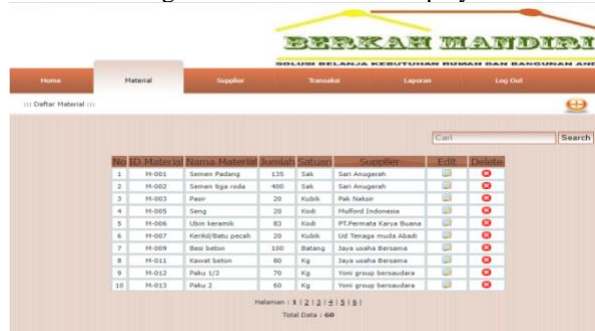 BERKAH MANDIRI
SOLUSI BELANJA KEBUTUHAN RUMAH DAN BANGUNAN AN
Home Material Supplier Transaksi Laporan Log Out
::: Daftar Material :::
Cari Search
No ID Material Nama Material Jumlah Satuan Supplier Edit Delete
1 M-001 Semen Padang 135 Sak Sari Anugerah
2 M-002 Semen tiga roda 400 Sak Sari Anugerah
3 M-003 Pasir 20 Kubik Pak Naksir
4 M-005 Seng 20 Kodi Mulford Indonesia
5 M-006 Ubin keramik 83 Kodi PT.Permata Karya Buana
6 M-007 Kerikil/Batu pecah 20 Kubik Ud Tenaga muda Abadi
7 M-009 Besi beton 100 Batang Jaya usaha Bersama
8 M-011 Kawat beton 80 Kg Jaya usaha Bersama
9 M-012 Paku 1/2 70 Kg Yoni group bersaudara
10 M-013 Paku 2 60 Kg Yoni group bersaudara
Halaman : 1 | 2 | 3 | 4 | 5 | 6 |
Total Data : 60